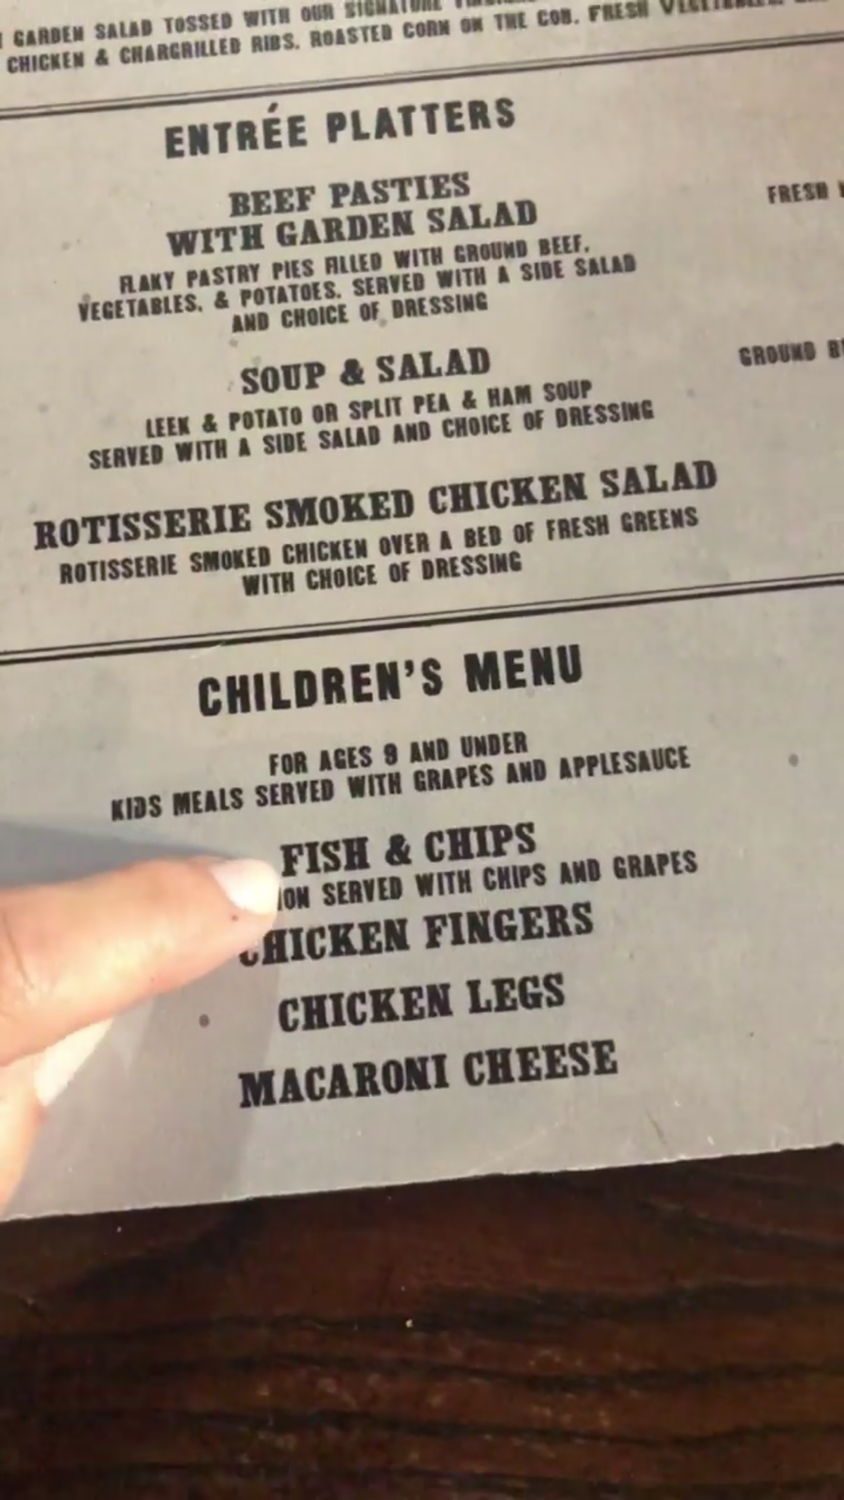 GARDEN SALAD TOSSED WITH OUR SIGNATURE
CHICKEN & CHARGRILLED RIBS. ROASTED CORN ON THE COB. FRESH
ENTRÉE PLATTERS
BEEF PASTIES
WITH GARDEN SALAD
FLAKY PASTRY PIES FILLED WITH GROUND BEEF,
VEGETABLES, & POTATOES. SERVED WITH A SIDE SALAD
AND CHOICE OF DRESSING
SOUP & SALAD
LEEK & POTATO OR SPLIT PEA & HAM SOUP
SERVED WITH A SIDE SALAD AND CHOICE OF DRESSING
ROTISSERIE SMOKED CHICKEN SALAD
ROTISSERIE SMOKED CHICKEN OVER A BED OF FRESH GREENS
WITH CHOICE OF DRESSING
FRESH
GROUND
CHILDREN'S MENU
FOR AGES 9 AND UNDER
KIDS MEALS SERVED WITH GRAPES AND APPLESAUCE
FISH & CHIPS
SERVED WITH CHIPS AND GRAPES
CHICKEN FINGERS
CHICKEN LEGS
MACARONI CHEESE